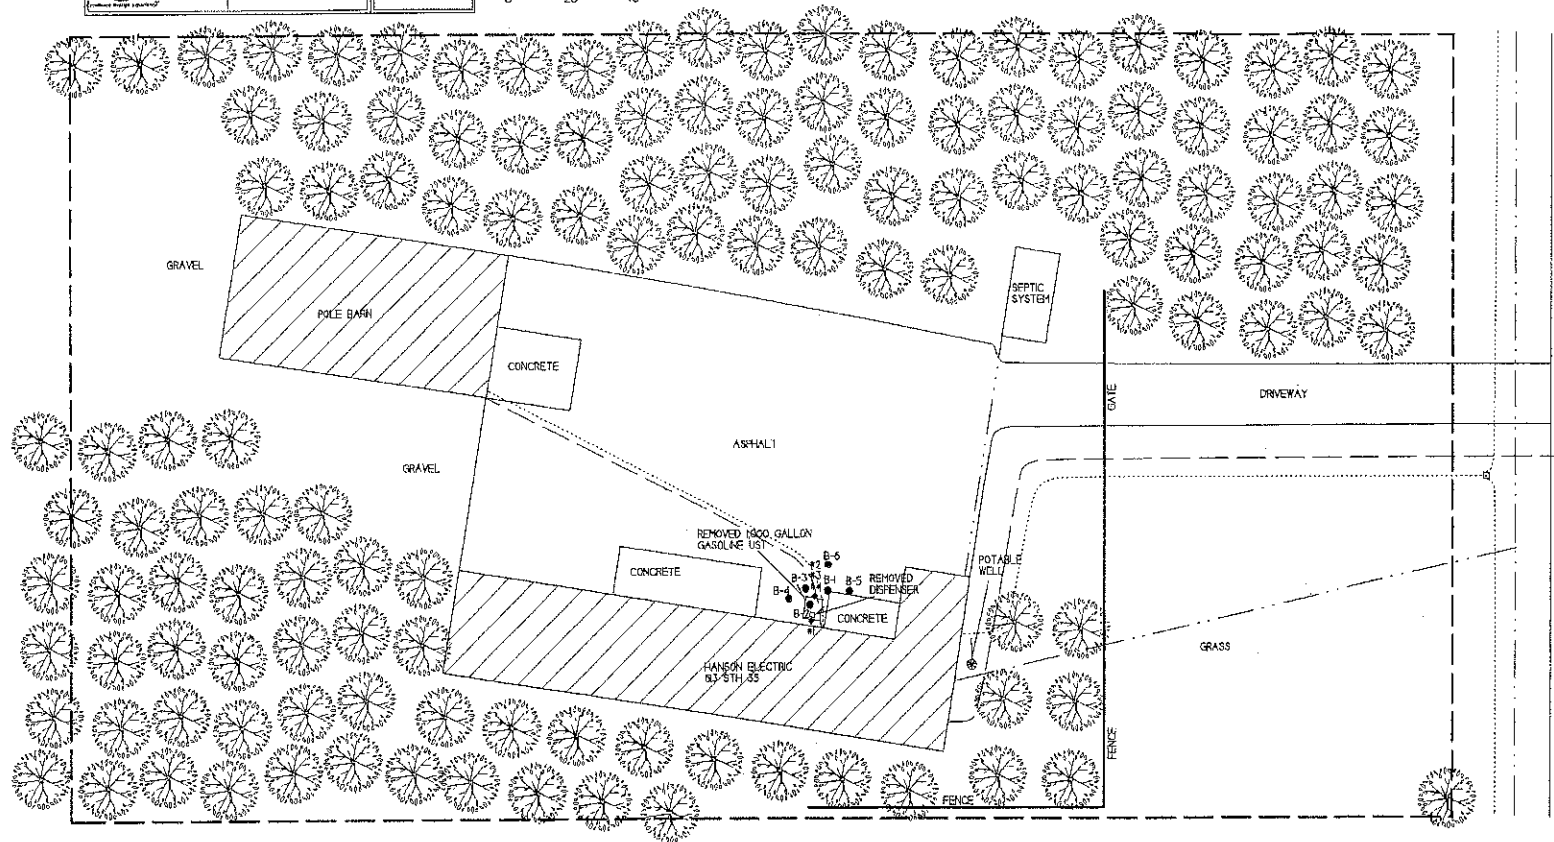 GRAVEL
POLE BARN
CONCRETE
SEPTIC
SYSTEM
GATE
DRIVEWAY
ASPHALT
GRAVEL
REMOVED 1,000 GALLON
GASOLINE UST
B-6
CONCRETE
B-3
B-1
B-5
REMOVED
DISPENSER
POTABLE
WELL
B-4
B-2
CONCRETE
#1
HANSON ELECTRIC
GRASS
FENCE
FENCE